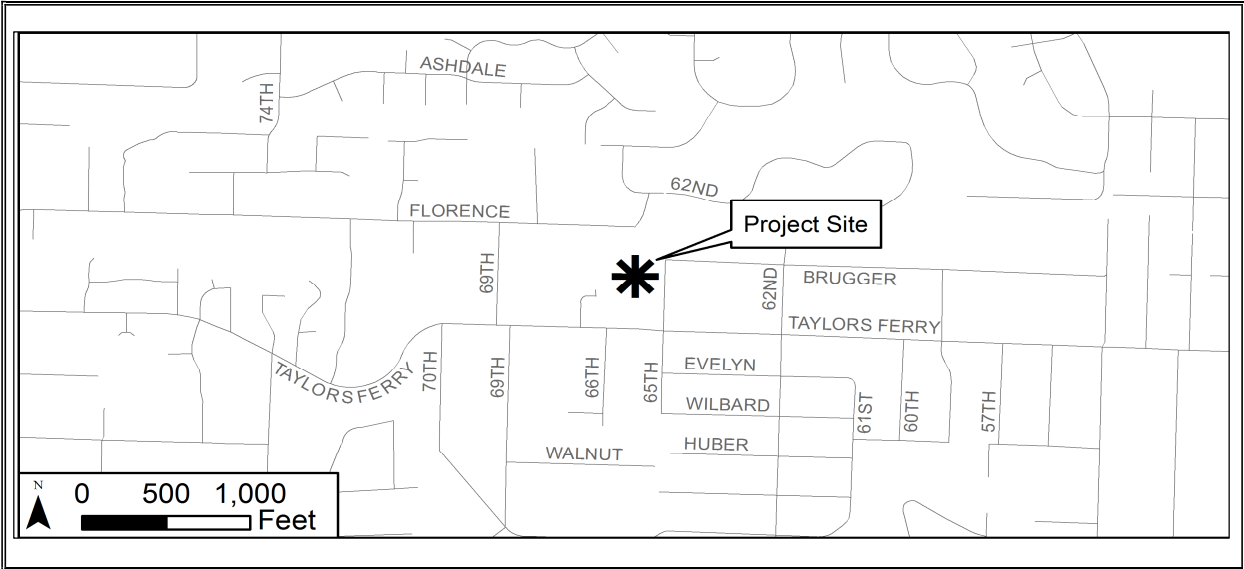 ASHDALE
74TH
62ND
FLORENCE
Project Site
69TH
62ND
BRUGGER
TAYLORS FERRY
TAYLORS FERRY
70TH
69TH
66TH
65TH
EVELYN
WILBARD
61ST
60TH
57TH
HUBER
WALNUT
N
0 500 1,000
Feet